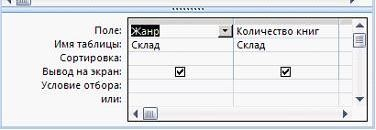 Поле: Жанр Количество книг
Имя таблицы: Склад Склад
Сортировка:
Вывод на экран:
Условие отбора:
или: